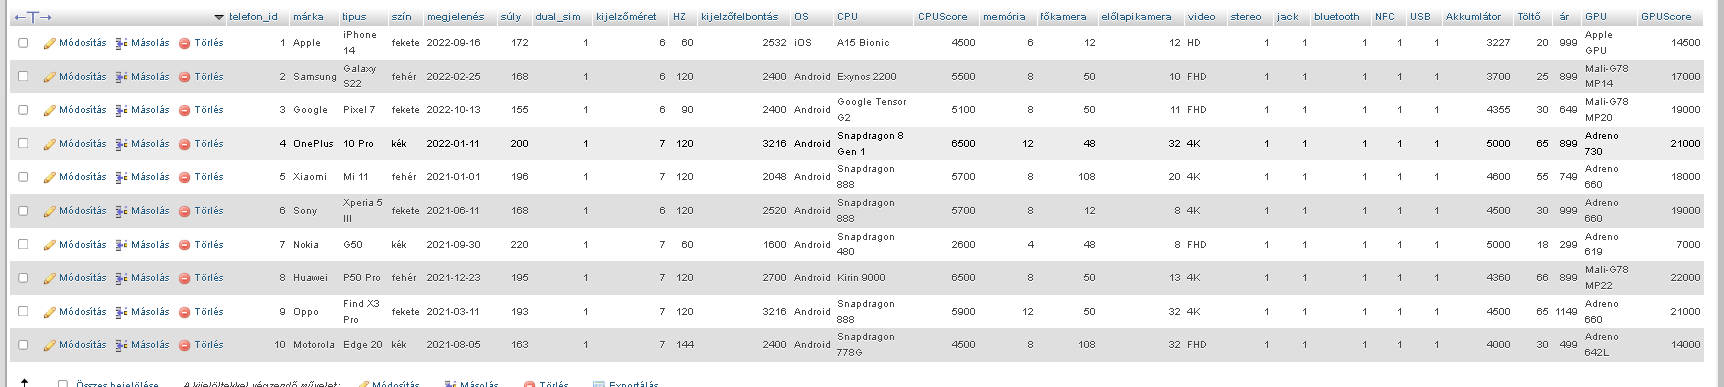 ←T→ telefon_id márka tipus szín megjelenés súly dual_sim kijelzőméret HZ kijelzőfelbontás OS CPU CPUScore memória főkamera előlapikamera video stereo jack bluetooth NFC USB Akkumlátor Töltő ár GPU GPUScore
Módosítás Másolás Törlés 1 Apple iPhone 14 fekete 2022-09-16 172 1 6 60 2532 iOS A15 Bionic 4500 6 12 12 HD 1 1 1 1 1 3227 20 999 Apple GPU 14500
Módosítás Másolás Törlés 2 Samsung Galaxy S22 fehér 2022-02-25 168 1 6 120 2400 Android Exynos 2200 5500 8 50 10 FHD 1 1 1 1 1 3700 25 899 Mali-G78 MP14 17000
Módosítás Másolás Törlés 3 Google Pixel 7 fekete 2022-10-13 155 1 6 90 2400 Android Google Tensor G2 5100 8 50 11 FHD 1 1 1 1 1 4355 30 649 Mali-G78 MP20 19000
Módosítás Másolás Törlés 4 OnePlus 10 Pro kék 2022-01-11 200 1 7 120 3216 Android Snapdragon 8 Gen 1 6500 12 48 32 4K 1 1 1 1 1 5000 65 899 Adreno 730 21000
Módosítás Másolás Törlés 5 Xiaomi Mi 11 fehér 2021-01-01 196 1 7 120 2048 Android Snapdragon 888 5700 8 108 20 4K 1 1 1 1 1 4600 55 749 Adreno 660 18000
Módosítás Másolás Törlés 6 Sony Xperia 5 III fekete 2021-06-11 168 1 6 120 2520 Android Snapdragon 888 5700 8 12 8 4K 1 1 1 1 1 4500 30 999 Adreno 660 19000
Módosítás Másolás Törlés 7 Nokia G50 kék 2021-09-30 220 1 7 60 1600 Android Snapdragon 480 2600 4 48 8 FHD 1 1 1 1 1 5000 18 299 Adreno 619 7000
Módosítás Másolás Törlés 8 Huawei P50 Pro fehér 2021-12-23 195 1 7 120 2700 Android Kirin 9000 6500 8 50 13 4K 1 1 1 1 1 4360 66 899 Mali-G78 MP22 22000
Módosítás Másolás Törlés 9 Oppo Find X3 Pro fekete 2021-03-11 193 1 7 120 3216 Android Snapdragon 888 5900 12 50 32 4K 1 1 1 1 1 4500 65 1149 Adreno 660 21000
Módosítás Másolás Törlés 10 Motorola Edge 20 kék 2021-08-05 163 1 7 144 2400 Android Snapdragon 778G 4500 8 108 32 FHD 1 1 1 1 1 4000 30 499 Adreno 642L 14000
Összes bejelölése A kijelöltekkel végzendő művelet: Módosítás Másolás Törlés Exportálás